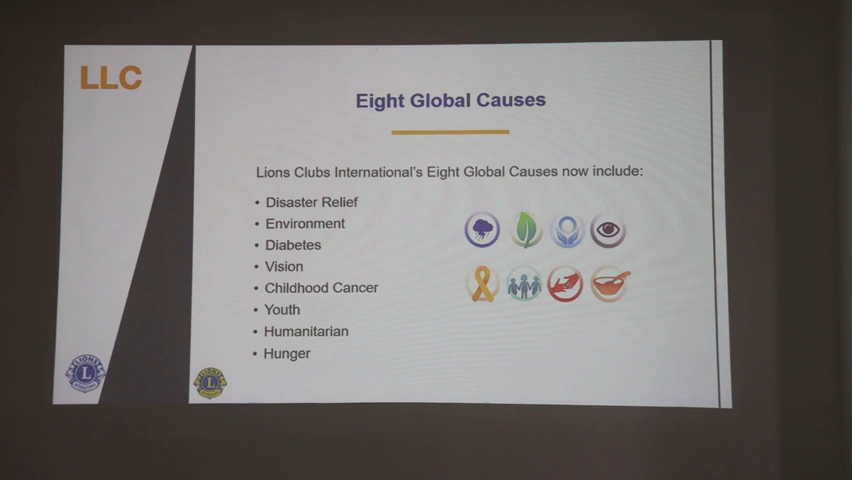 LLC
Eight Global Causes
Lions Clubs International's Eight Global Causes now include:
• Disaster Relief
• Environment
• Diabetes
• Vision
• Childhood Cancer
• Youth
• Humanitarian
• Hunger
LIONS
L
L